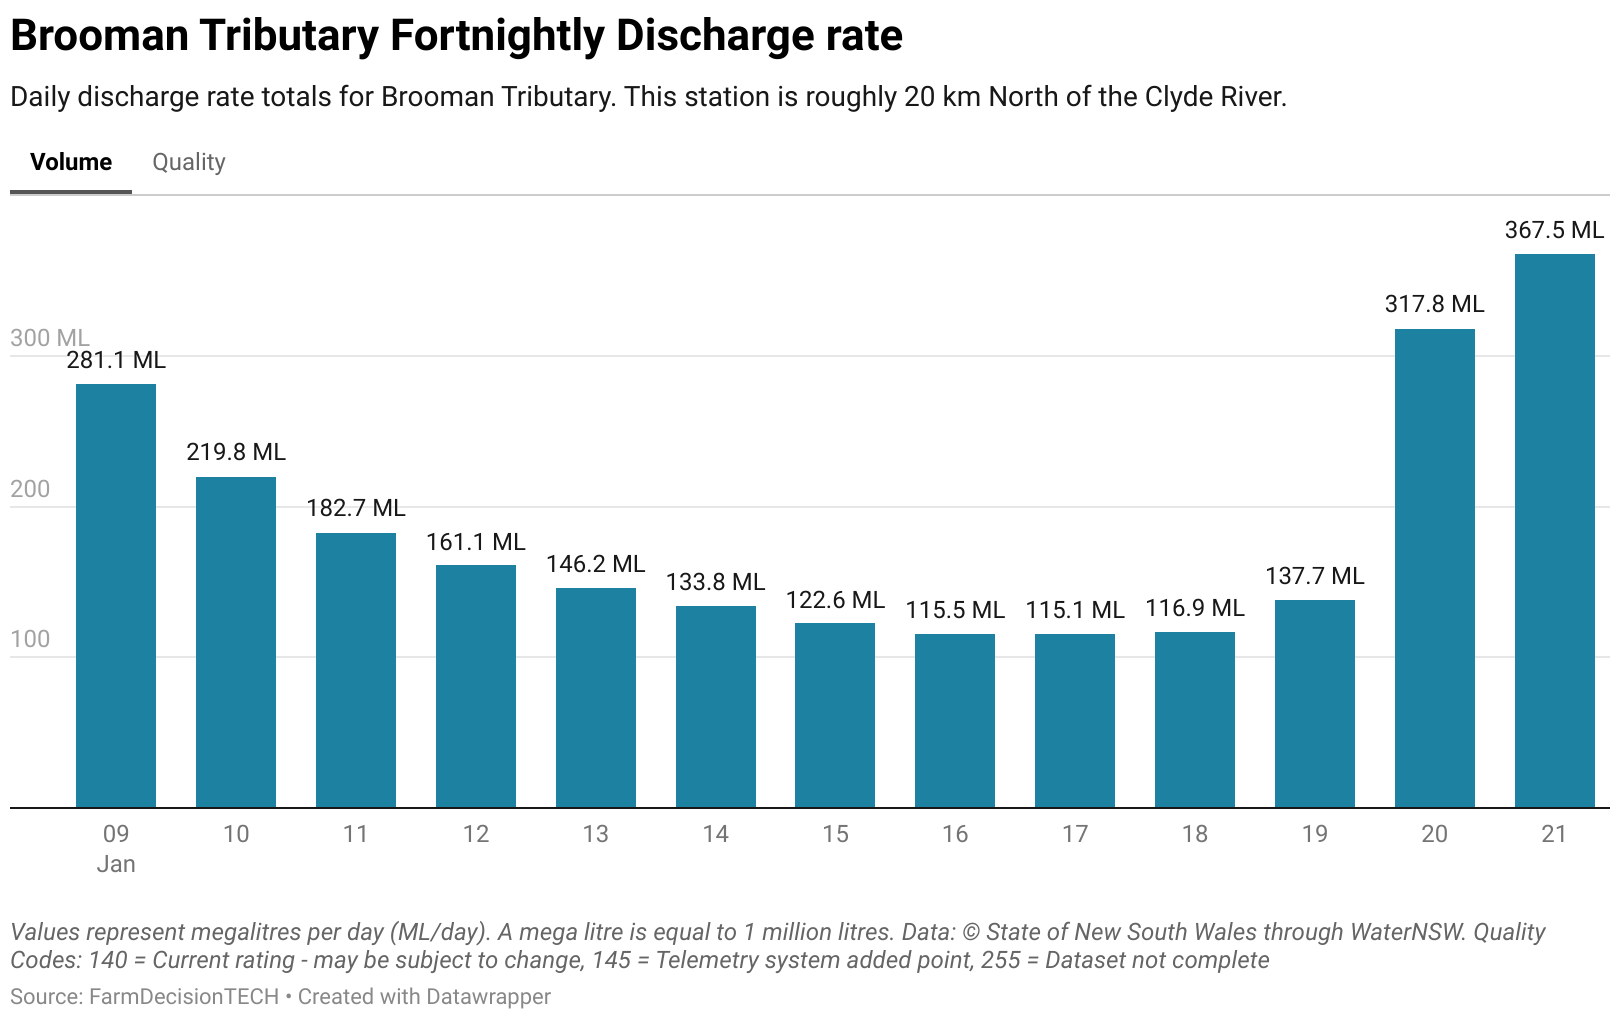 Brooman Tributary Fortnightly Discharge rate
Daily discharge rate totals for Brooman Tributary. This station is roughly 20 km North of the Clyde River.
Volume Quality
367.5 ML
317.8 ML
300 ML
281.1 ML
219.8 ML
200
182.7 ML
161.1 ML
146.2 ML
133.8 ML
122.6 ML
115.5 ML
115.1 ML
116.9 ML
137.7 ML
100
09 10 11 12 13 14 15 16 17 18 19 20 21
Jan
Values represent megalitres per day (ML/day). A mega litre is equal to 1 million litres. Data: © State of New South Wales through WaterNSW. Quality
Codes: 140 = Current rating - may be subject to change, 145 = Telemetry system added point, 255 = Dataset not complete
Source: FarmDecisionTECH • Created with Datawrapper